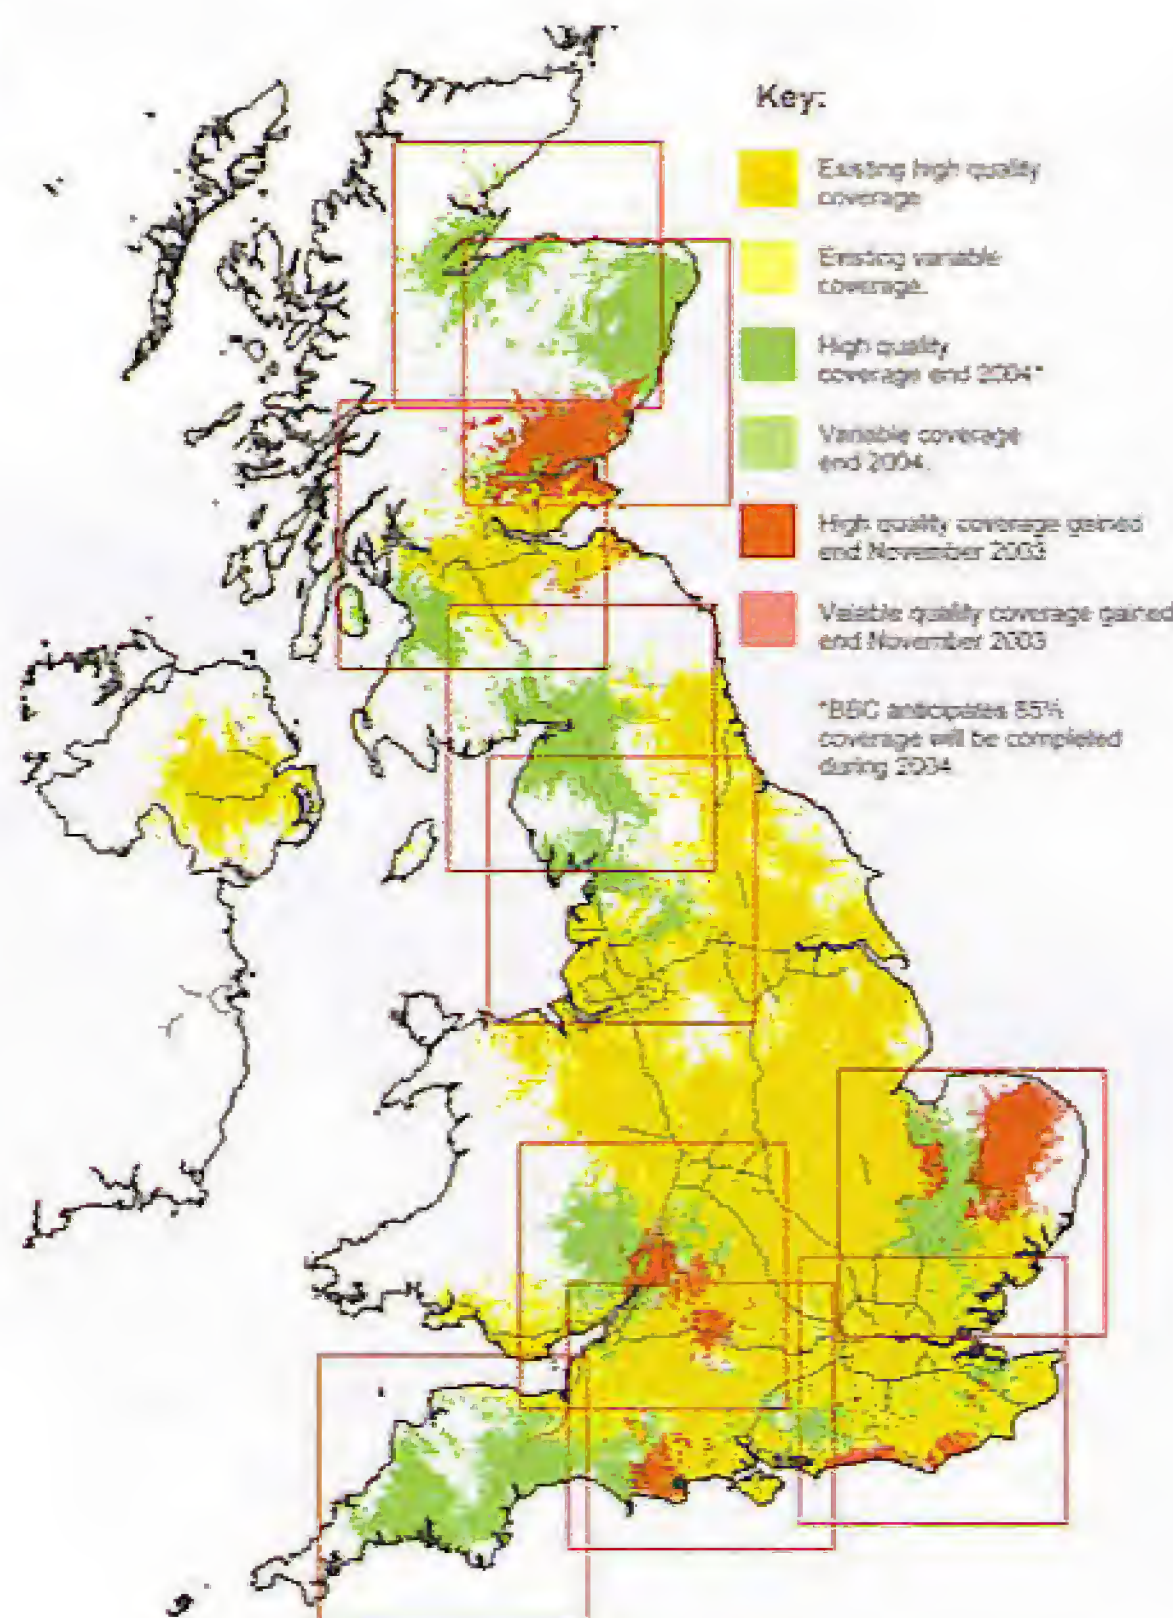 Key:
Existing high quality
coverage
Existing variable
coverage.
High quality
coverage end 2004*
Variable coverage
end 2004.
High quality coverage gained
end November 2003
Vaiable quality coverage gained
end November 2003
*BBC anticipates 85%
coverage will be completed
during 2004